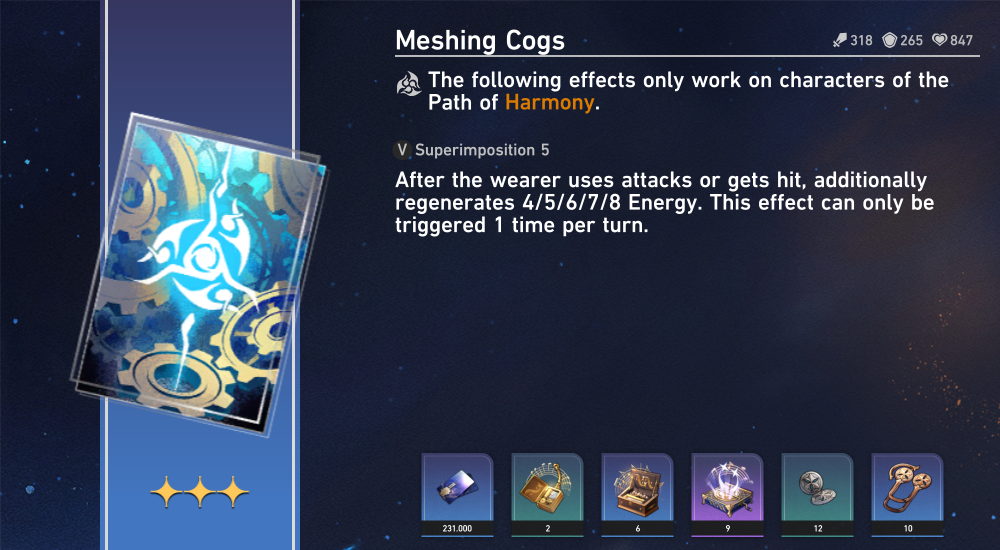 Meshing Cogs
318 265 847
The following effects only work on characters of the
Path of Harmony.
V Superimposition 5
After the wearer uses attacks or gets hit, additionally
regenerates 4/5/6/7/8 Energy. This effect can only be
triggered 1 time per turn.
231.000 2 6 9 12 10